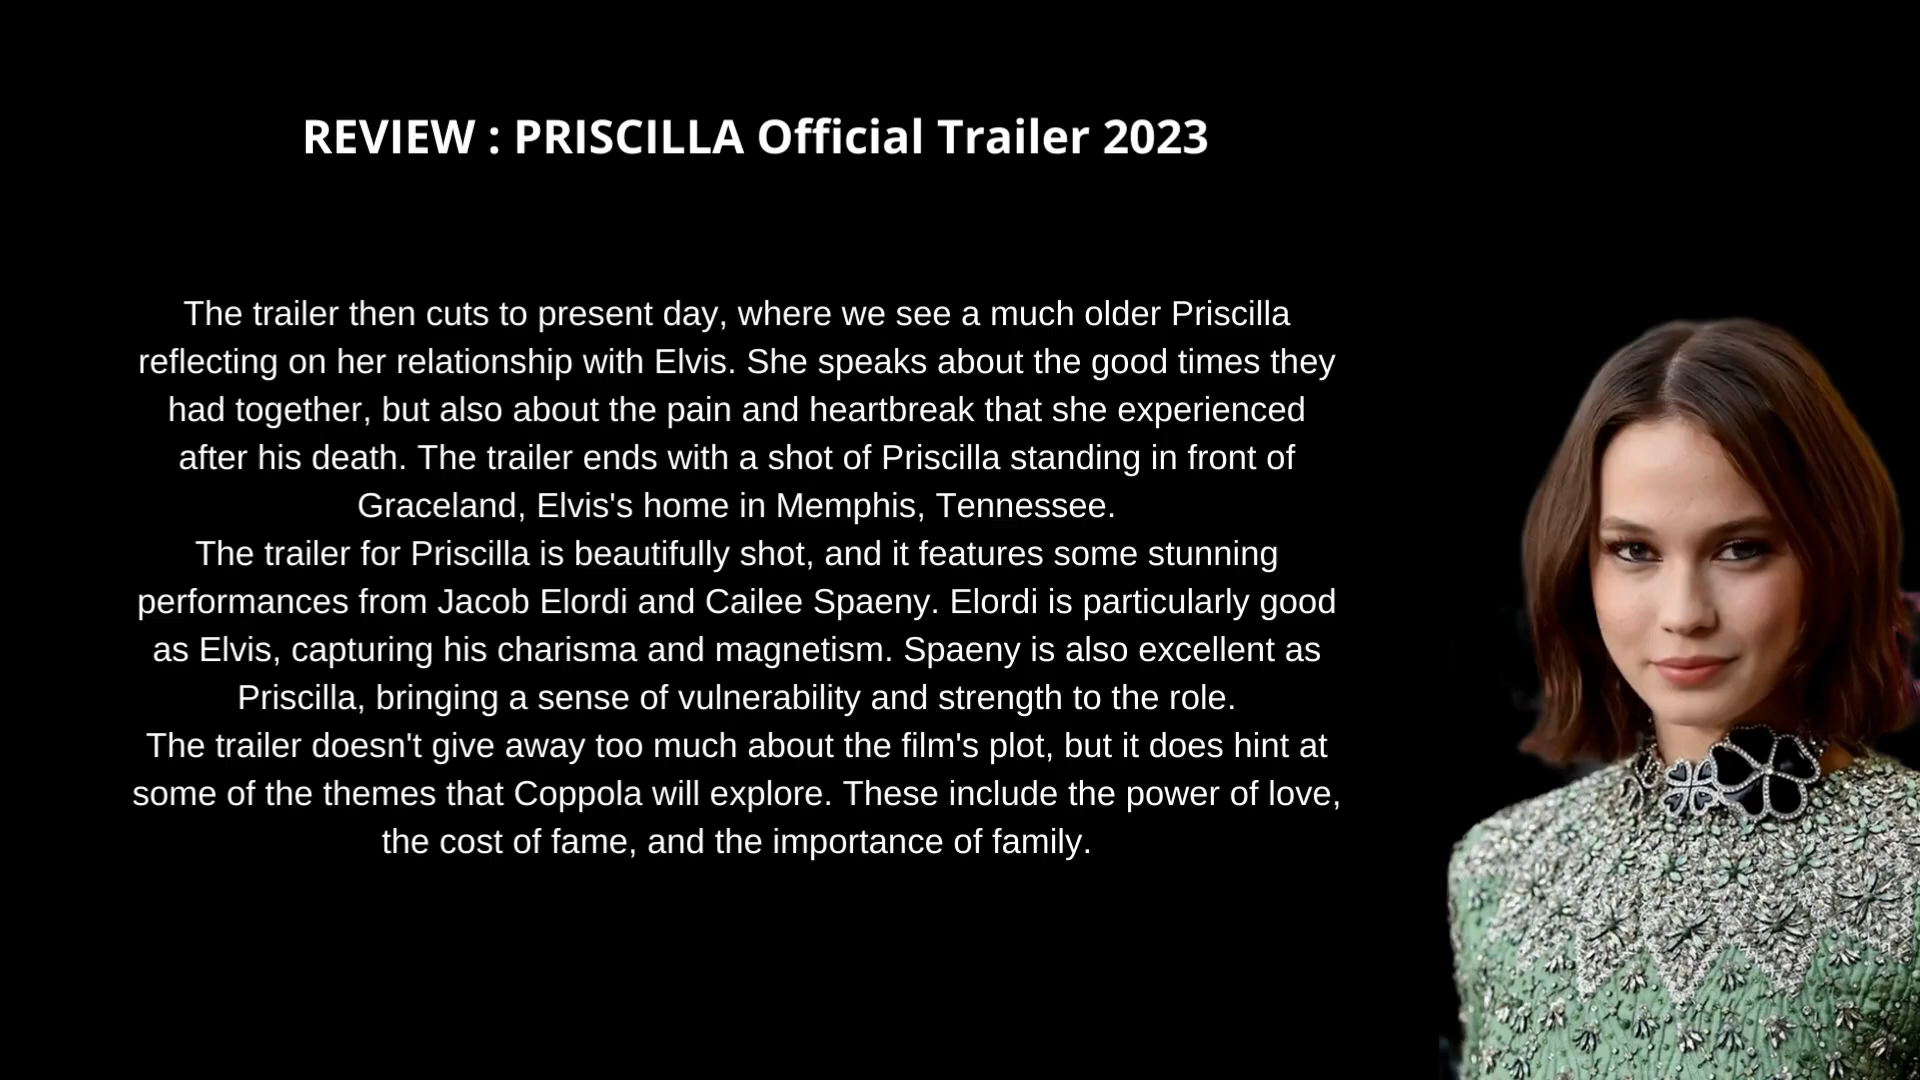 REVIEW : PRISCILLA Official Trailer 2023
The trailer then cuts to present day, where we see a much older Priscilla
reflecting on her relationship with Elvis. She speaks about the good times they
had together, but also about the pain and heartbreak that she experienced
after his death. The trailer ends with a shot of Priscilla standing in front of
Graceland, Elvis's home in Memphis, Tennessee.
The trailer for Priscilla is beautifully shot, and it features some stunning
performances from Jacob Elordi and Cailee Spaeny. Elordi is particularly good
as Elvis, capturing his charisma and magnetism. Spaeny is also excellent as
Priscilla, bringing a sense of vulnerability and strength to the role.
The trailer doesn't give away too much about the film's plot, but it does hint at
some of the themes that Coppola will explore. These include the power of love,
the cost of fame, and the importance of family.